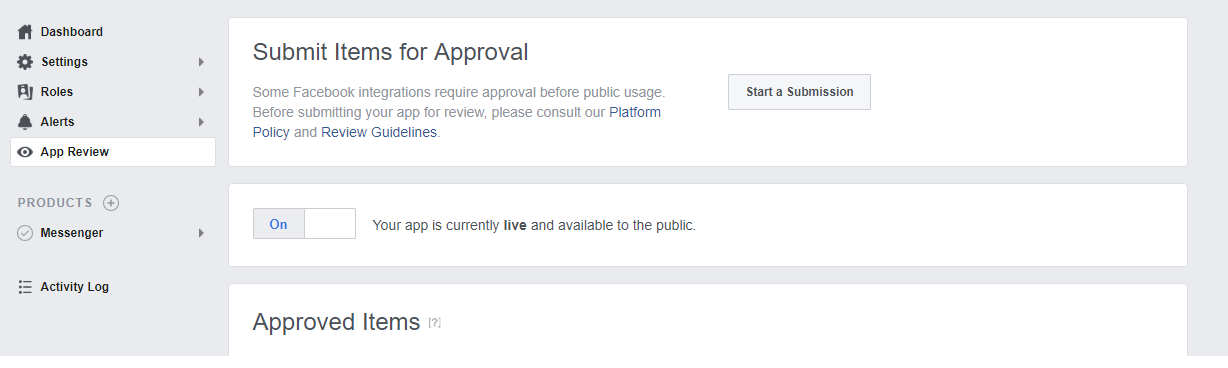 Dashboard
Settings
Roles
Alerts
App Review
PRODUCTS
Messenger
Activity Log
Submit Items for Approval
Some Facebook integrations require approval before public usage.
Before submitting your app for review, please consult our Platform
Policy and Review Guidelines.
Start a Submission
On
Your app is currently live and available to the public.
Approved Items [?]